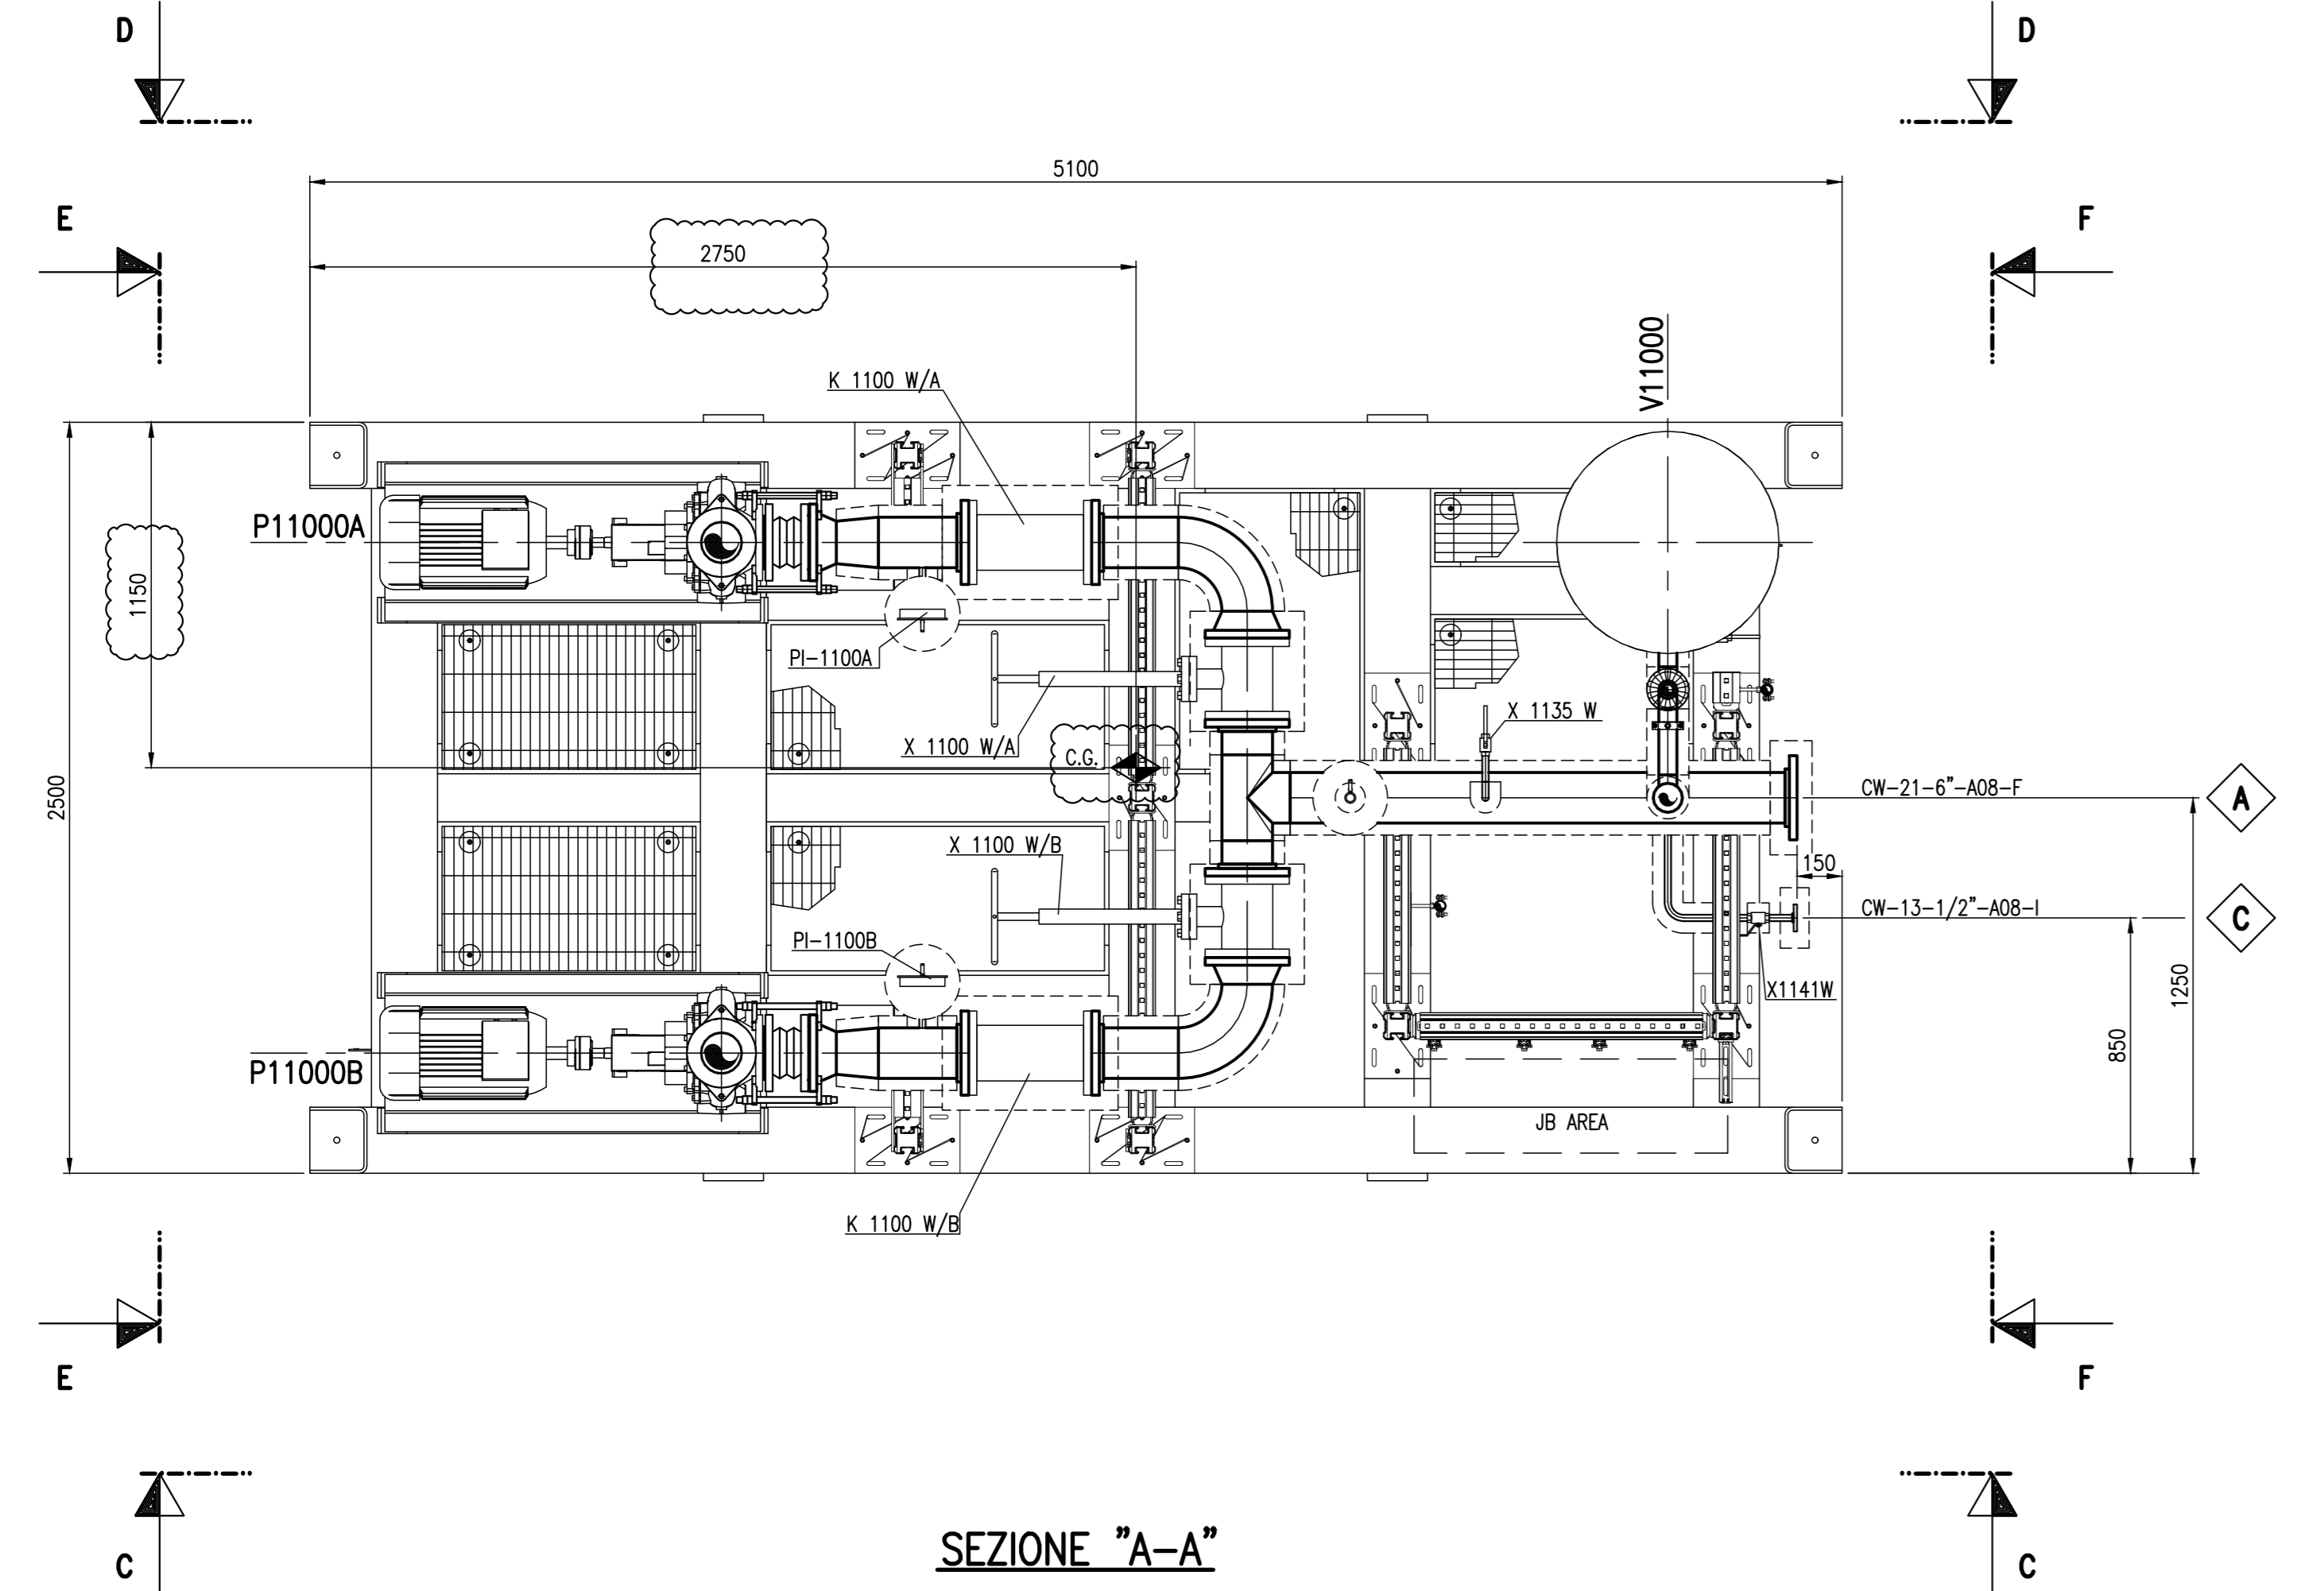 D
D
5100
E
F
2750
V11000
K 1100 W/A
P11000A
1150
PI-1100A
X 1135 W
X 1100 W/A
C.G.
2500
CW-21-6"-A08-F
A
X 1100 W/B
150
CW-13-1/2"-A08-I
C
PI-1100B
X1141W
1250
850
P11000B
JB AREA
K 1100 W/B
E
F
SEZIONE "A-A"
C
C